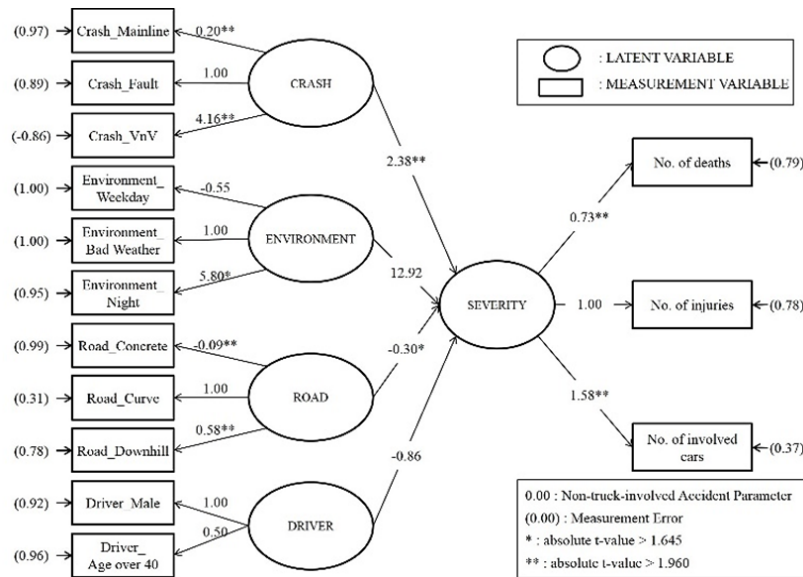 (0.97)
Crash_Mainline
0.20**
(0.89)
Crash_Fault
1.00
CRASH
(-0.86)
Crash_VnV
4.16**
: LATENT VARIABLE
: MEASUREMENT VARIABLE
2.38**
(1.00)
Environment_
Weekday
-0.55
(1.00)
Environment_
Bad Weather
1.00
ENVIRONMENT
(0.95)
Environment_
Night
5.80*
12.92
(0.99)
Road_Concrete
-0.09**
(0.31)
Road_Curve
1.00
ROAD
-0.30*
(0.78)
Road_Downhill
0.58**
(0.92)
Driver_Male
1.00
DRIVER
-0.86
(0.96)
Driver_
Age over 40
0.50
SEVERITY
No. of deaths
(0.79)
0.73**
1.00
No. of injuries
(0.78)
1.58**
No. of involved
cars
(0.37)
0.00 : Non-truck-involved Accident Parameter
(0.00) : Measurement Error
* : absolute t-value > 1.645
** : absolute t-value > 1.960